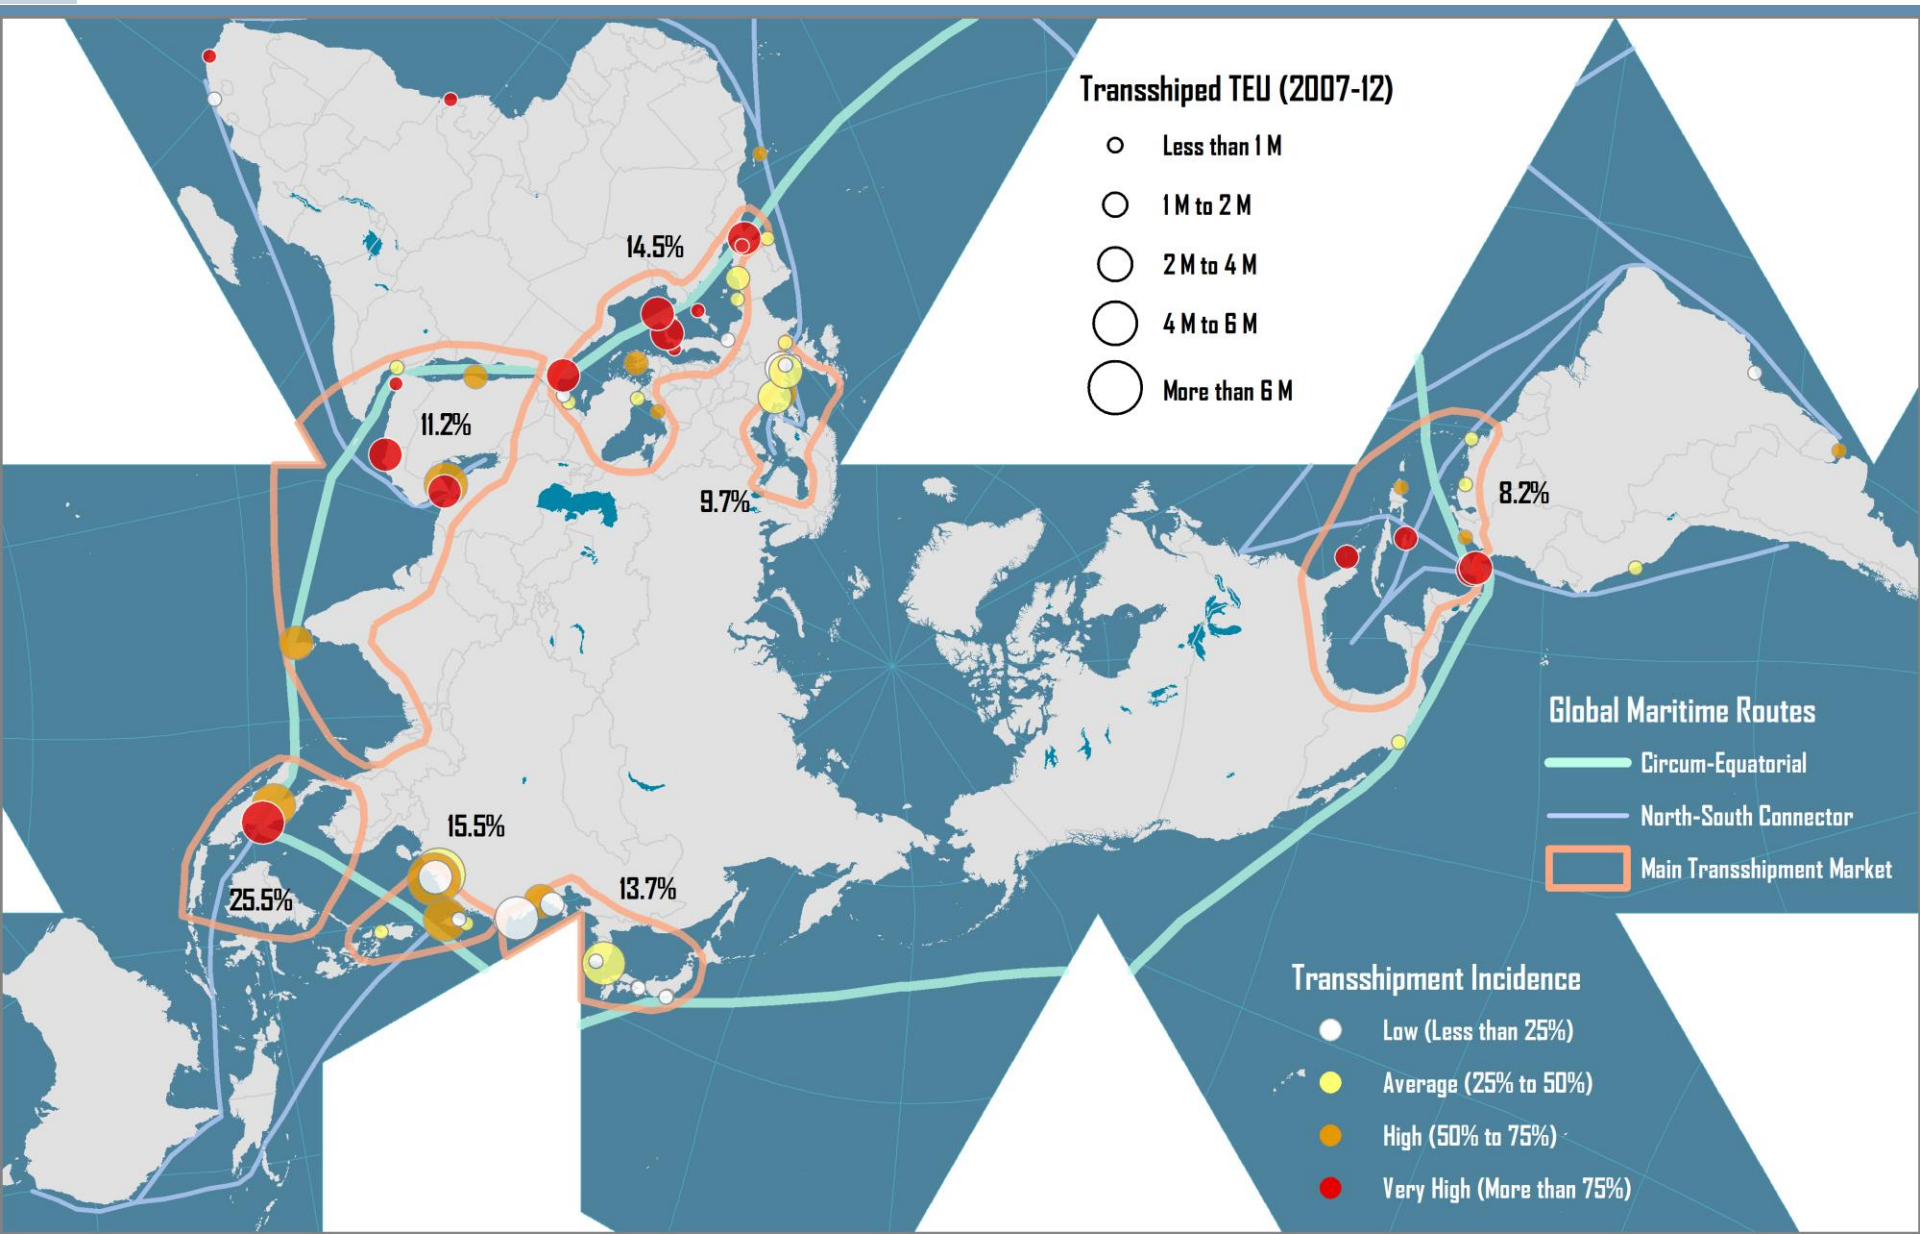 Transshiped TEU (2007-12)
Less than 1 M
1 M to 2 M
2 M to 4 M
4 M to 6 M
More than 6 M
14.5%
11.2%
9.7%
8.2%
15.5%
25.5%
13.7%
Global Maritime Routes
Circum-Equatorial
North-South Connector
Main Transshipment Market
Transshipment Incidence
Low (Less than 25%)
Average (25% to 50%)
High (50% to 75%)
Very High (More than 75%)